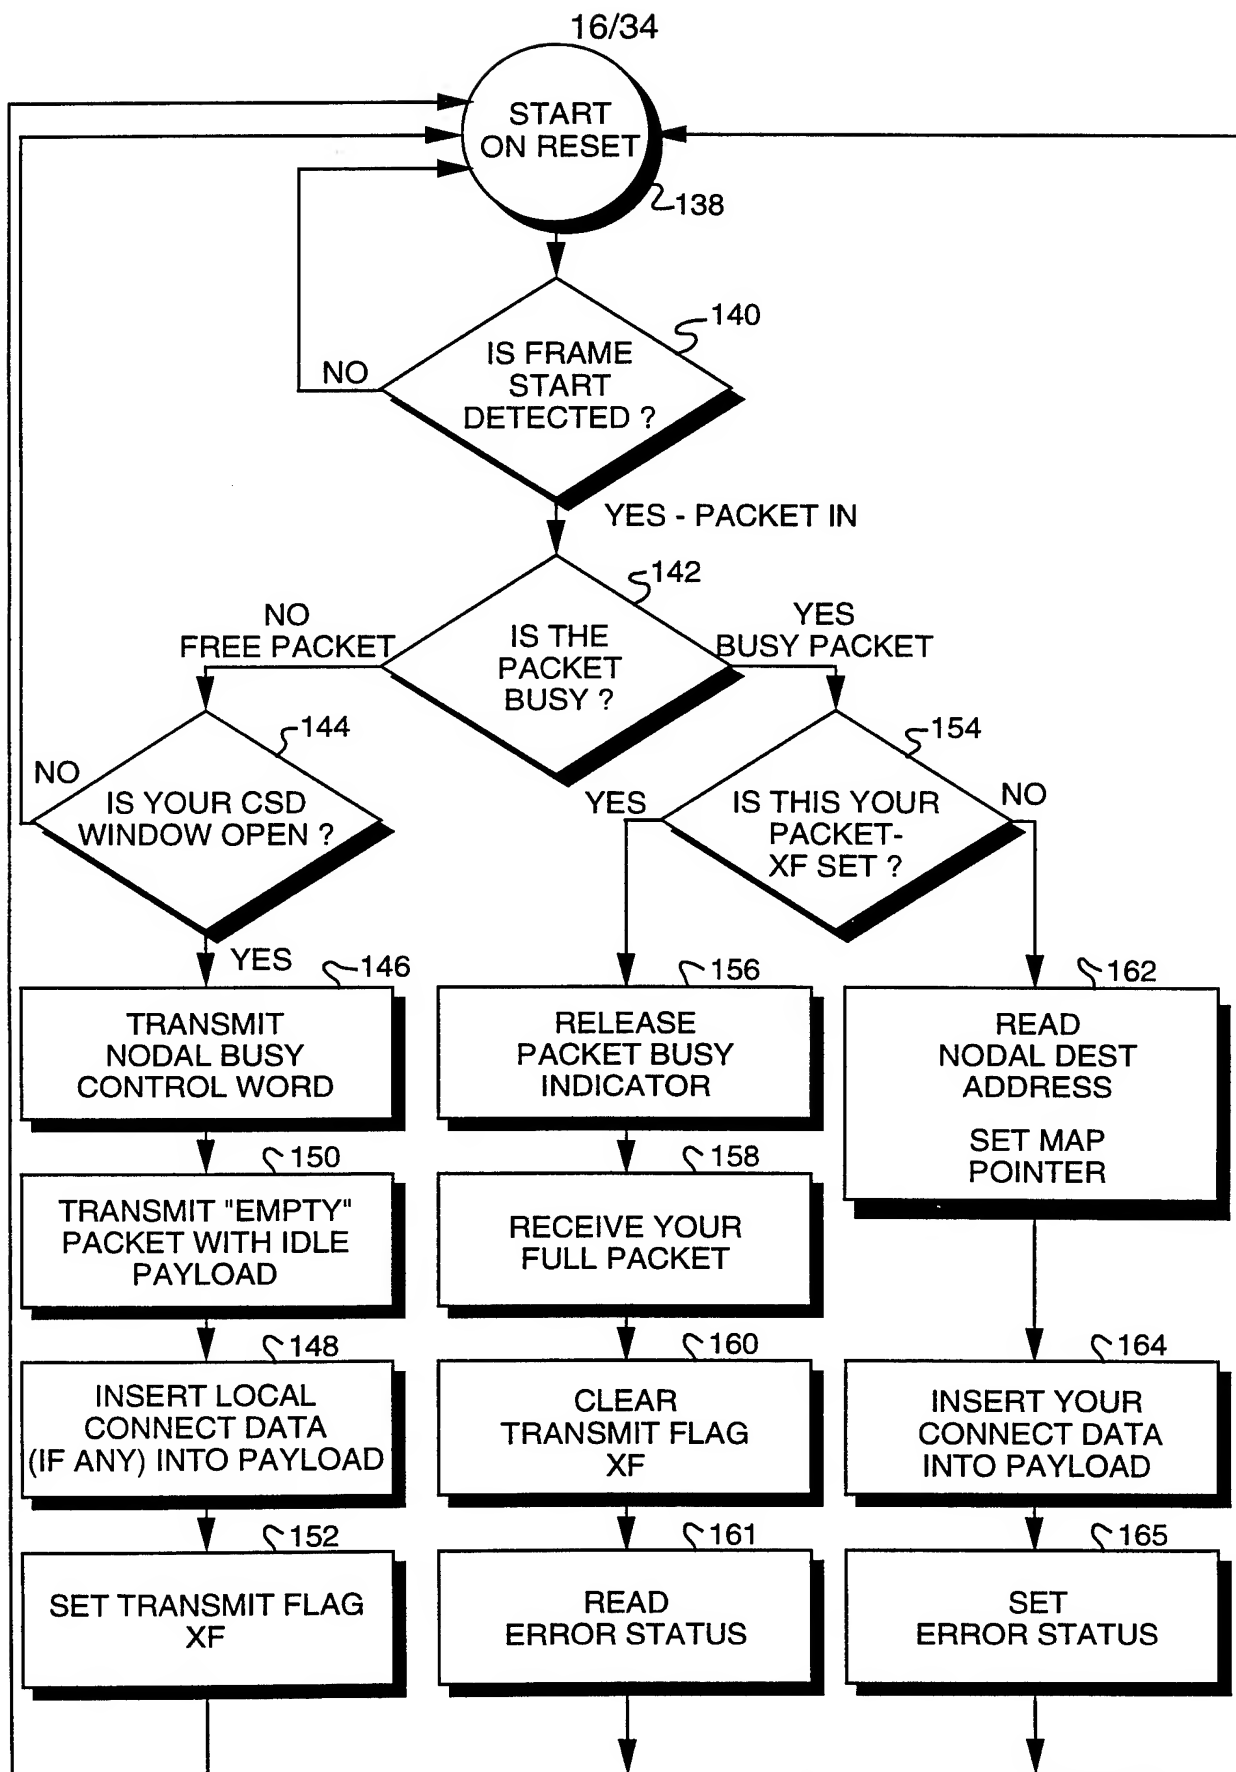 16/34
START
ON RESET
138
140
IS FRAME
START
DETECTED ?
NO
YES - PACKET IN
142
NO
FREE PACKET
YES
BUSY PACKET
IS THE
PACKET
BUSY ?
144
NO
IS YOUR CSD
WINDOW OPEN ?
154
YES
IS THIS YOUR
PACKET-
XF SET ?
NO
YES
146
TRANSMIT
NODAL BUSY
CONTROL WORD
156
RELEASE
PACKET BUSY
INDICATOR
162
READ
NODAL DEST
ADDRESS
SET MAP
POINTER
150
TRANSMIT "EMPTY"
PACKET WITH IDLE
PAYLOAD
158
RECEIVE YOUR
FULL PACKET
148
INSERT LOCAL
CONNECT DATA
(IF ANY) INTO PAYLOAD
160
CLEAR
TRANSMIT FLAG
XF
164
INSERT YOUR
CONNECT DATA
INTO PAYLOAD
152
SET TRANSMIT FLAG
XF
161
READ
ERROR STATUS
165
SET
ERROR STATUS